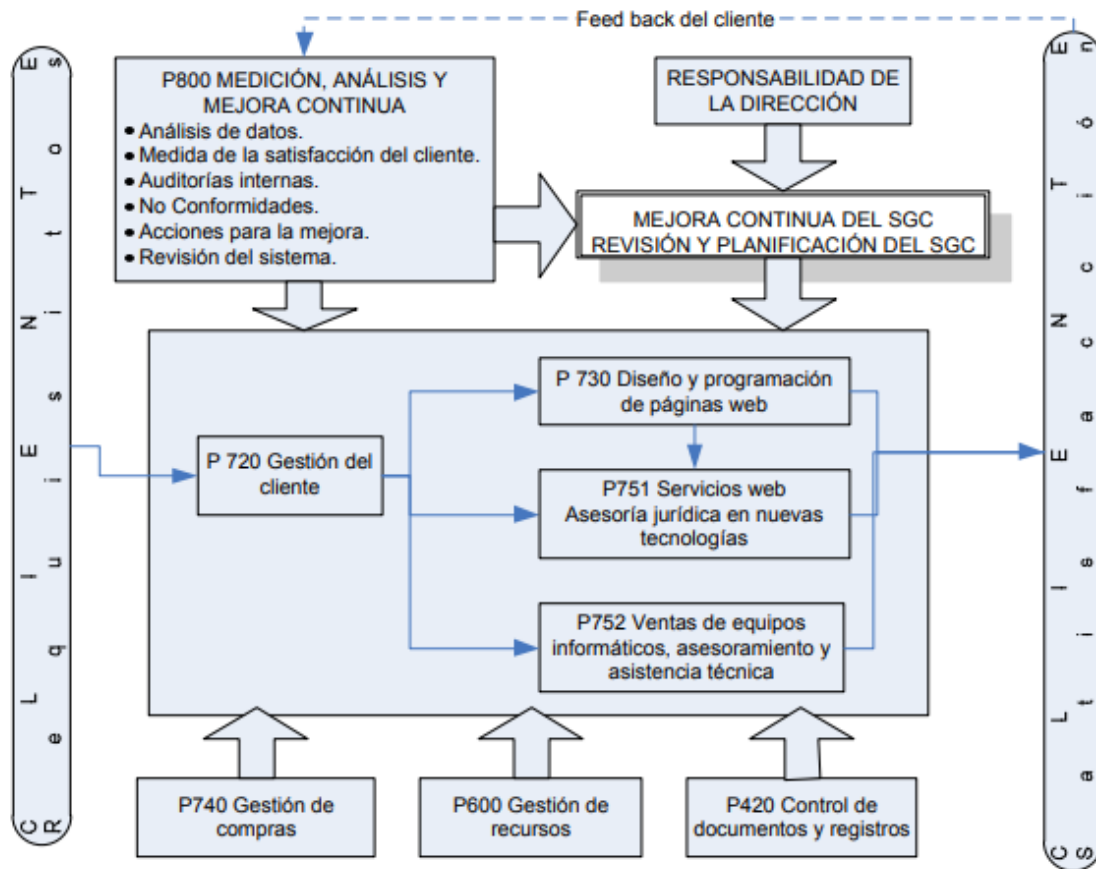 Feed back del cliente
CLIENTE
Requisitos
P800 MEDICIÓN, ANÁLISIS Y
MEJORA CONTINUA
• Análisis de datos.
• Medida de la satisfacción del cliente.
• Auditorías internas.
• No Conformidades.
• Acciones para la mejora.
• Revisión del sistema.
RESPONSABILIDAD DE
LA DIRECCIÓN
MEJORA CONTINUA DEL SGC
REVISIÓN Y PLANIFICACIÓN DEL SGC
P 720 Gestión del
cliente
P 730 Diseño y programación
de páginas web
P751 Servicios web
Asesoría jurídica en nuevas
tecnologías
P752 Ventas de equipos
informáticos, asesoramiento y
asistencia técnica
P740 Gestión de
compras
P600 Gestión de
recursos
P420 Control de
documentos y registros
CLIENTE
Satisfacción